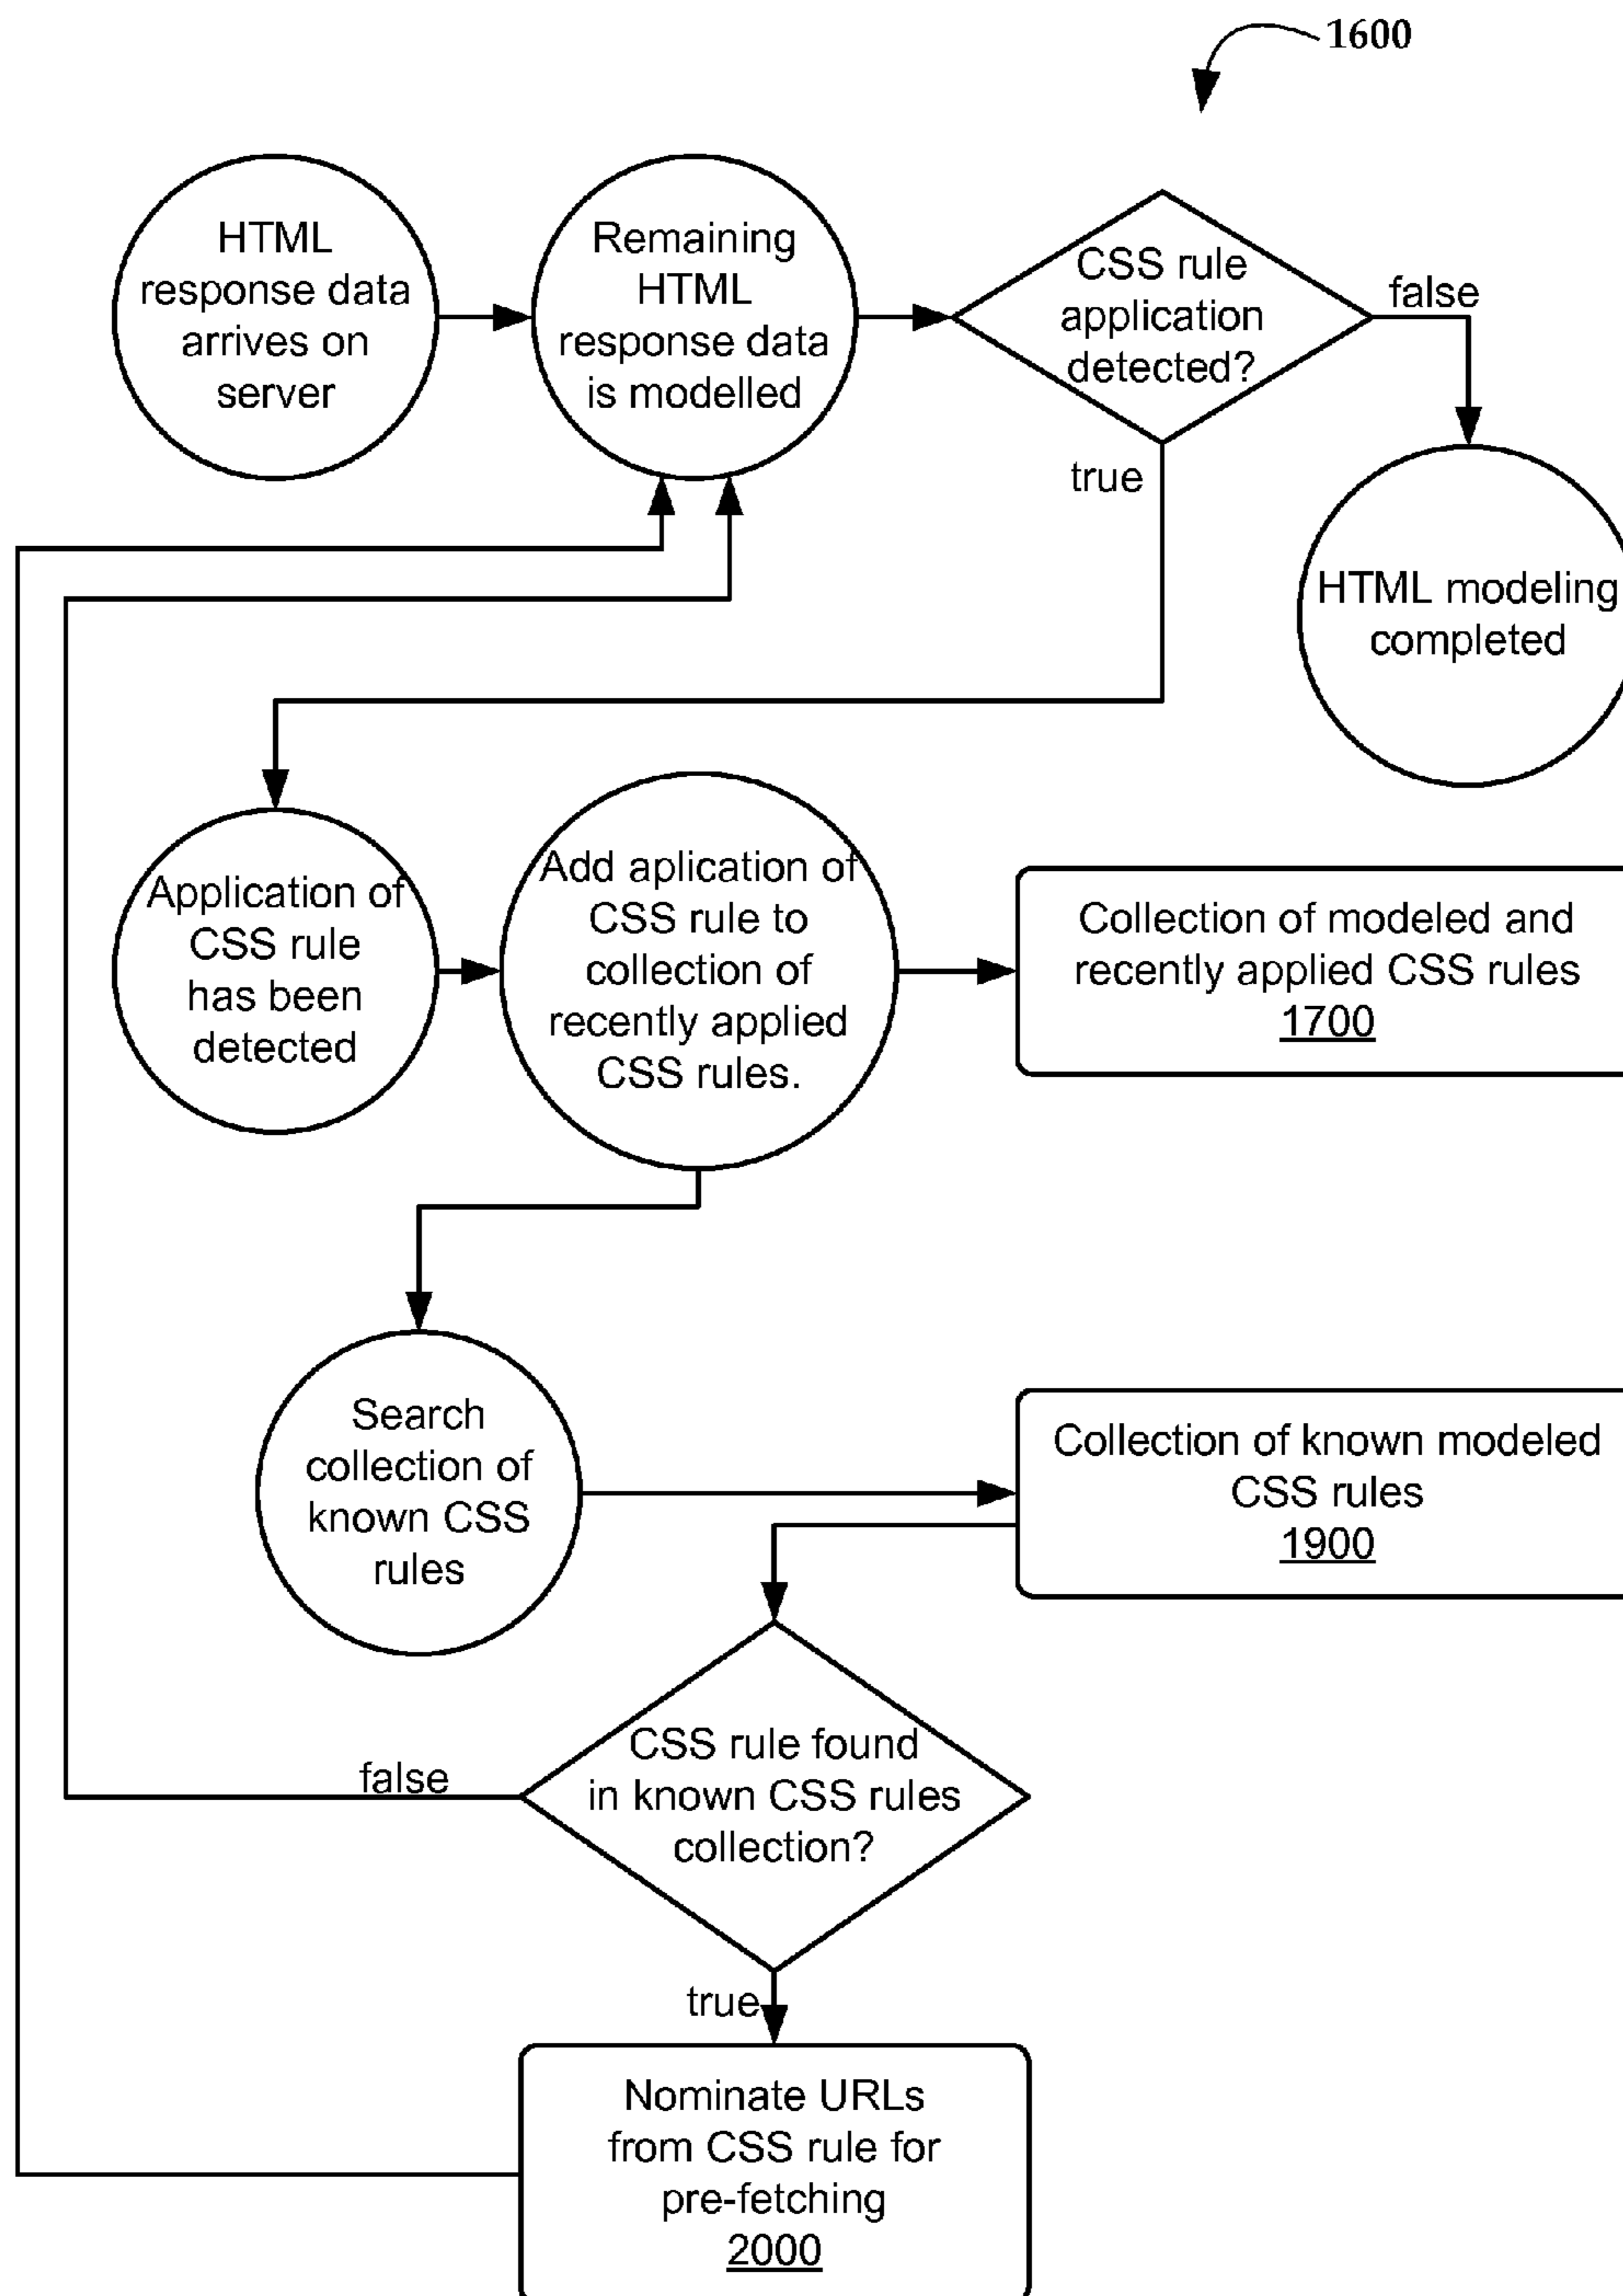 1600
HTML
response data
arrives on
server
Remaining
HTML
response data
is modelled
CSS rule
application
detected?
false
true
HTML modeling
completed
Application of
CSS rule
has been
detected
Add aplication of
CSS rule to
collection of
recently applied
CSS rules.
Collection of modeled and
recently applied CSS rules
1700
Search
collection of
known CSS
rules
Collection of known modeled
CSS rules
1900
CSS rule found
in known CSS rules
collection?
false
true
Nominate URLs
from CSS rule for
pre-fetching
2000